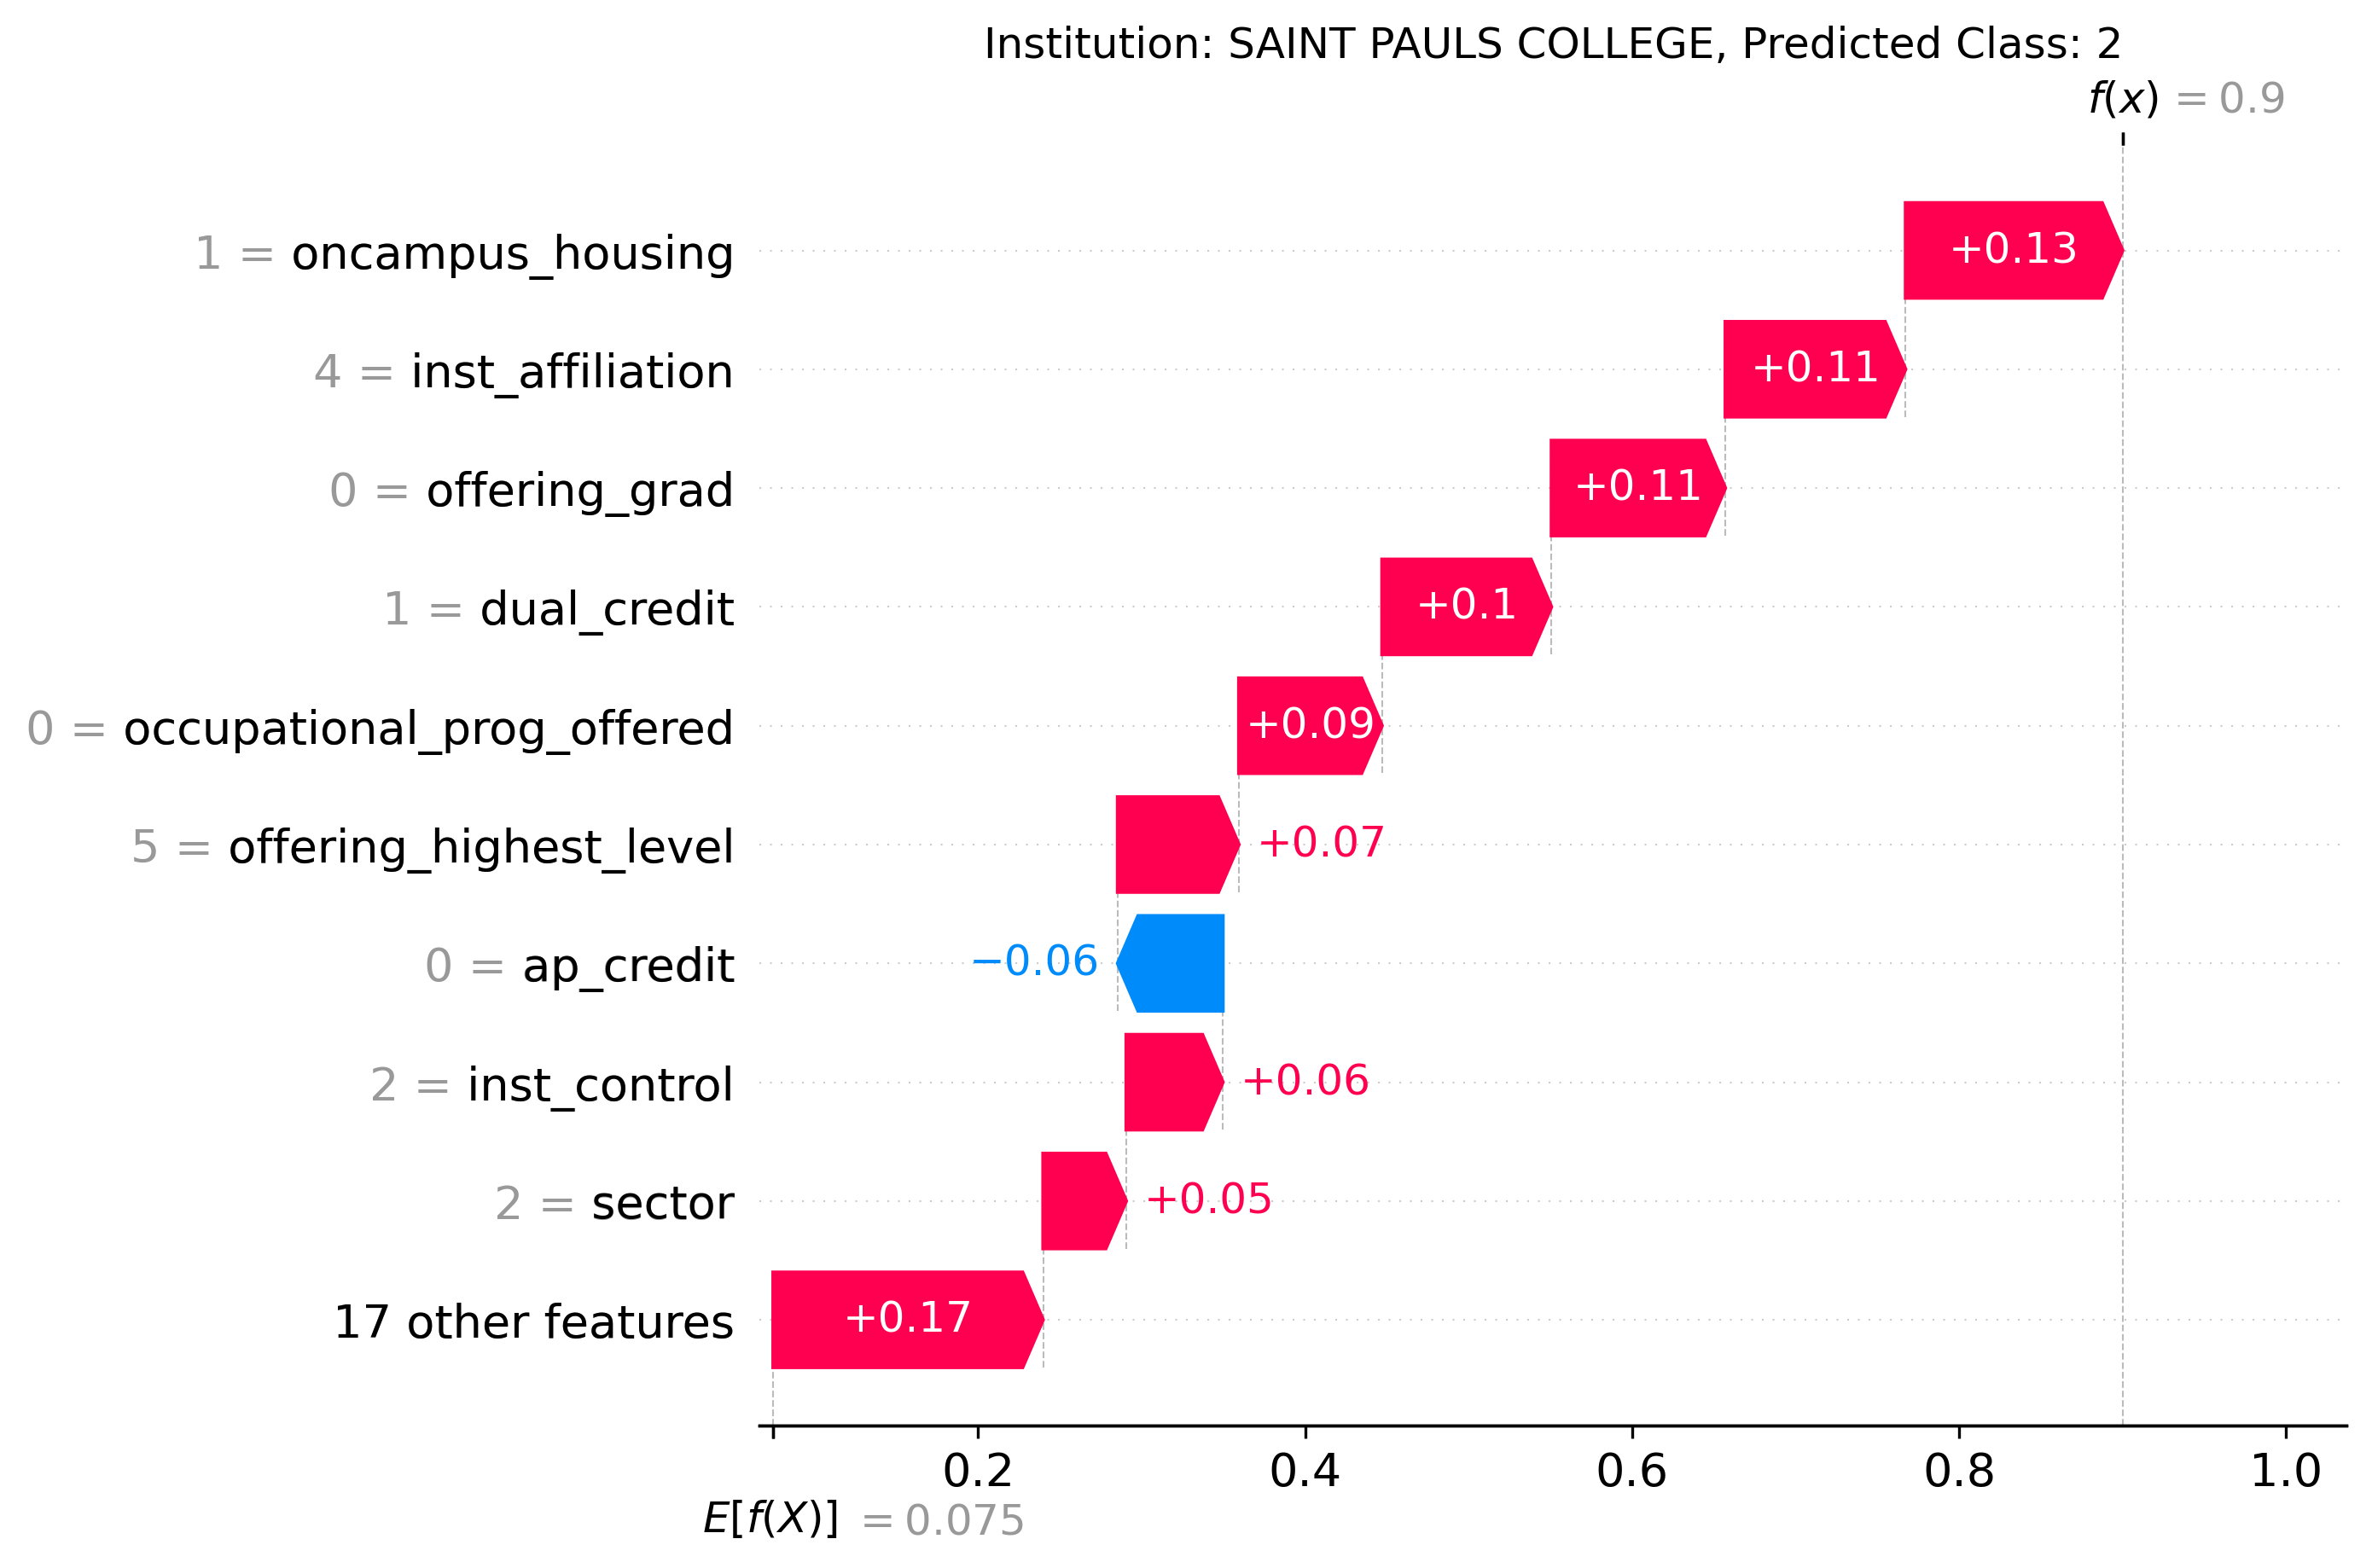 Institution: SAINT PAULS COLLEGE, Predicted Class: 2
f(x) = 0.9
1 = oncampus_housing +0.13
4 = inst_affiliation +0.11
0 = offering_grad +0.11
1 = dual_credit +0.1
0 = occupational_prog_offered +0.09
5 = offering_highest_level +0.07
0 = ap_credit −0.06
2 = inst_control +0.06
2 = sector +0.05
17 other features +0.17
0.2 0.4 0.6 0.8 1.0
E[f(X)] = 0.075